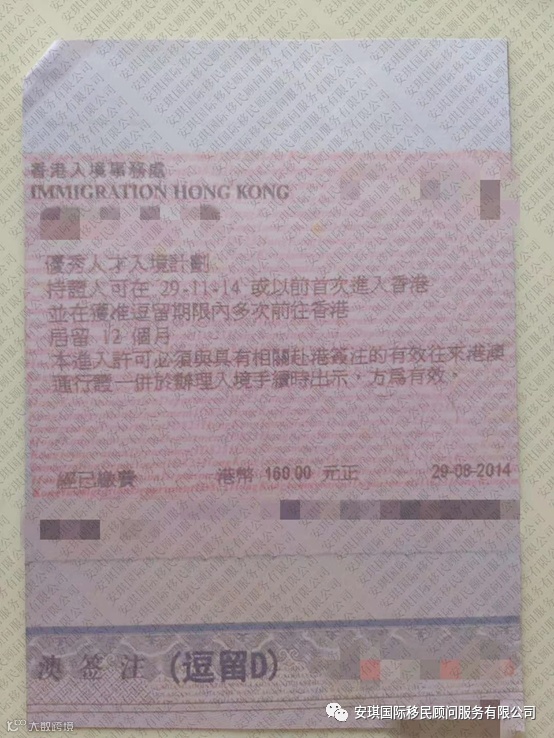 香港入境事務處
IMMIGRATION HONG KONG
優秀人才入境計劃
持證人可在 29-11-14 或以前首次進入香港
並在獲准逗留期限內多次前往香港
居留 12 個月
本進入許可必須與具有相關赴港簽注的有效往來港澳
通行證一併於辦理入境手續時出示，方爲有效。
經已繳費 港幣 160.00 元正 29-08-2014
澳签注 (逗留D)
安琪国际移民顾问服务有限公司
大数跨境